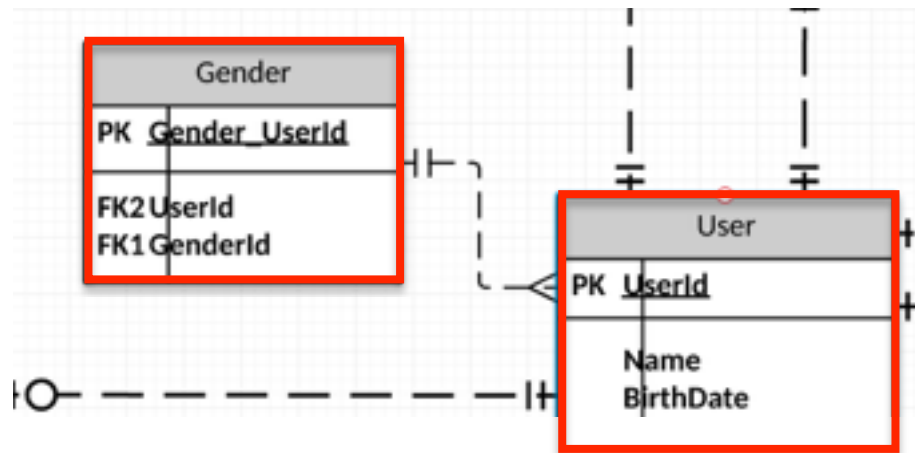 Gender
PK Gender_UserId
FK2 UserId
FK1 GenderId
User
PK UserId
Name
BirthDate